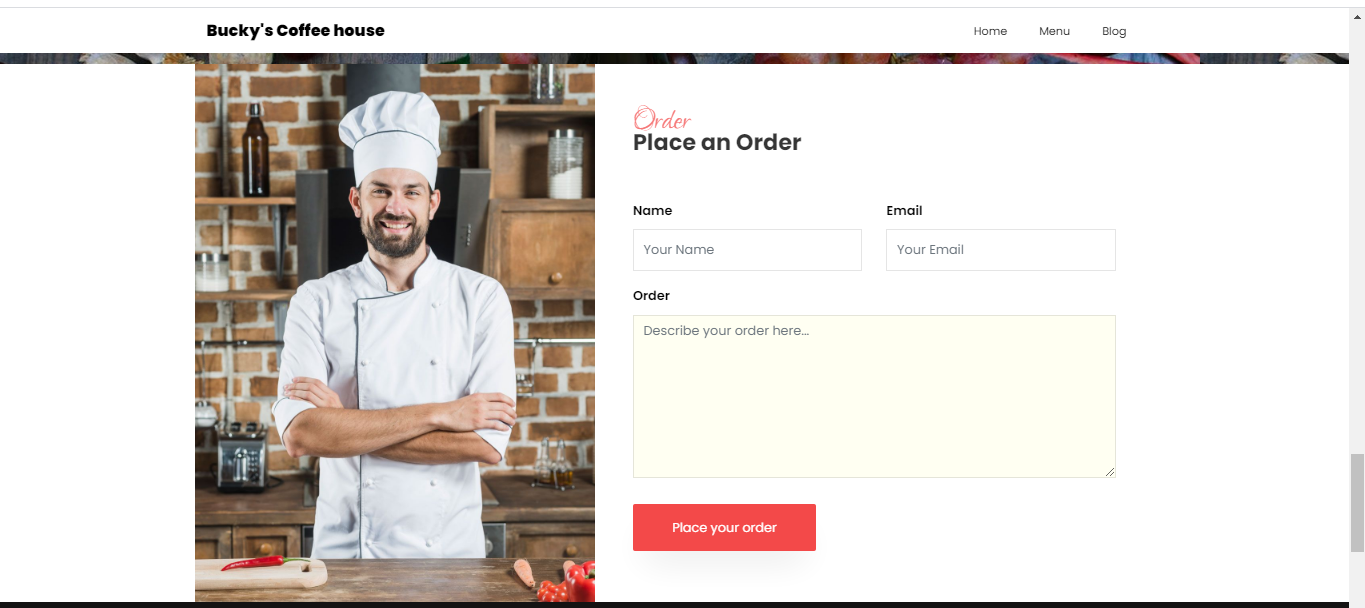 Bucky's Coffee house
Home Menu Blog
Order
Place an Order
Name Email
Your Name Your Email
Order
Describe your order here...
Place your order